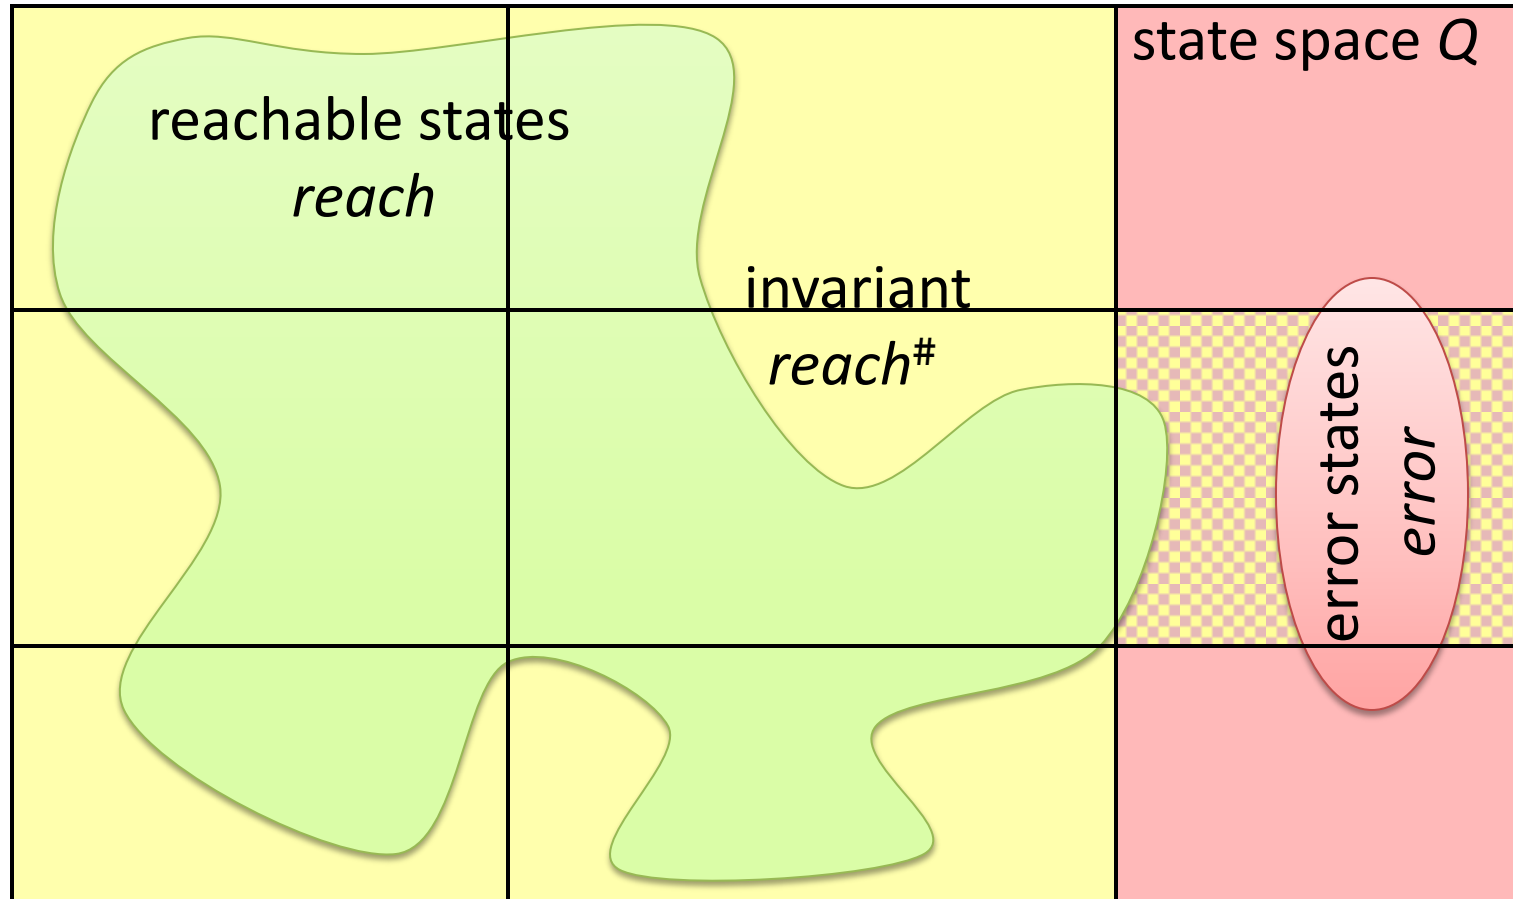 state space Q
reachable states
reach
invariant
reach#
error states
error